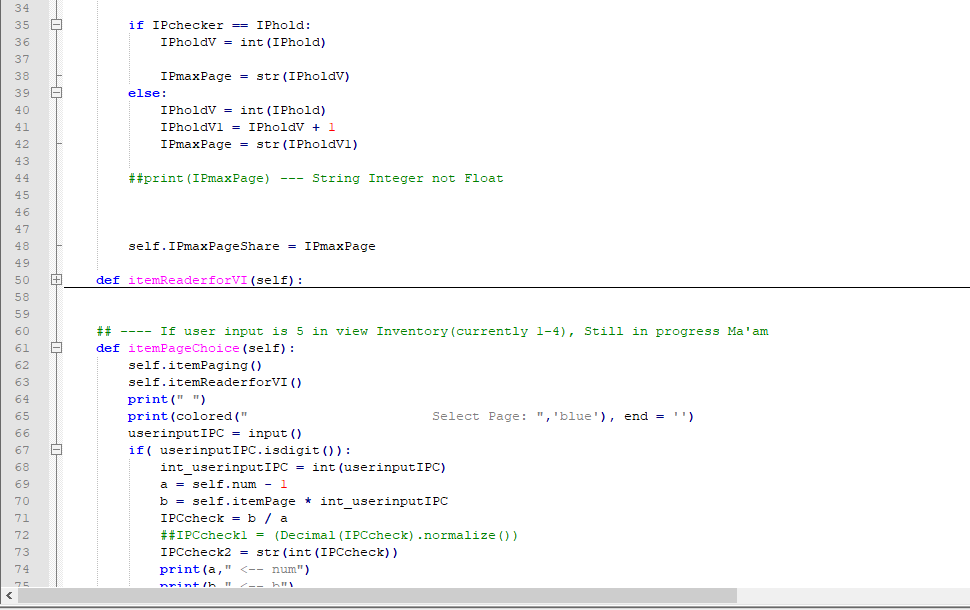 34
35 if IPchecker == IPhold:
36 IPholdV = int(IPhold)
37
38 IPmaxPage = str(IPholdV)
39 else:
40 IPholdV = int(IPhold)
41 IPholdV1 = IPholdV + 1
42 IPmaxPage = str(IPholdV1)
43
44 ##print(IPmaxPage) --- String Integer not Float
45
46
47
48 self.IPmaxPageShare = IPmaxPage
49
50 def itemReaderforVI(self):
58
59
60 ## ---- If user input is 5 in view Inventory(currently 1-4), Still in progress Ma'am
61 def itemPageChoice(self):
62 self.itemPaging()
63 self.itemReaderforVI()
64 print(" ")
65 print(colored(" Select Page: ",'blue'), end = '')
66 userinputIPC = input()
67 if( userinputIPC.isdigit()):
68 int_userinputIPC = int(userinputIPC)
69 a = self.num - 1
70 b = self.itemPage * int_userinputIPC
71 IPCcheck = b / a
72 ##IPCcheck1 = (Decimal(IPCcheck).normalize())
73 IPCcheck2 = str(int(IPCcheck))
74 print(a," <-- num")
75 print(b," <-- b")